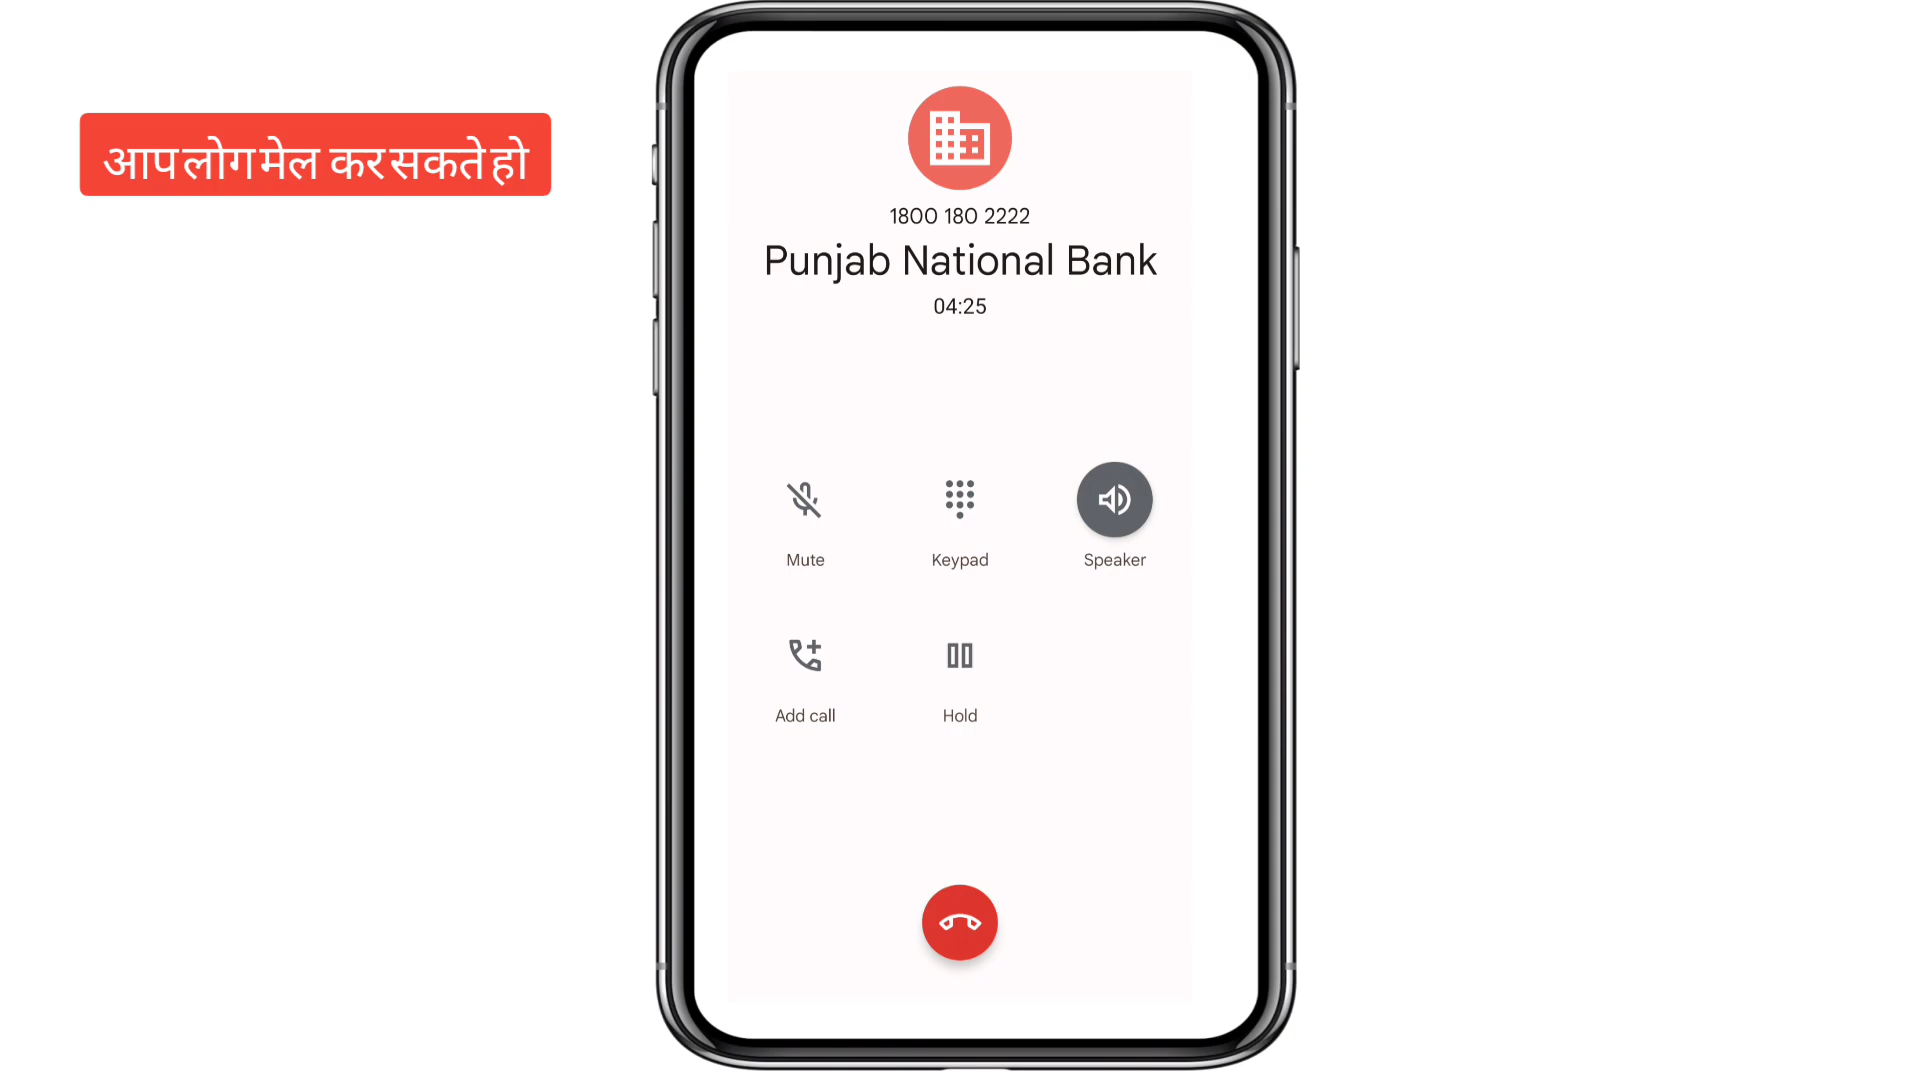 आप लोग मेल कर सकते हो
1800 180 2222
Punjab National Bank
04:25
Mute
Keypad
Speaker
Add call
Hold